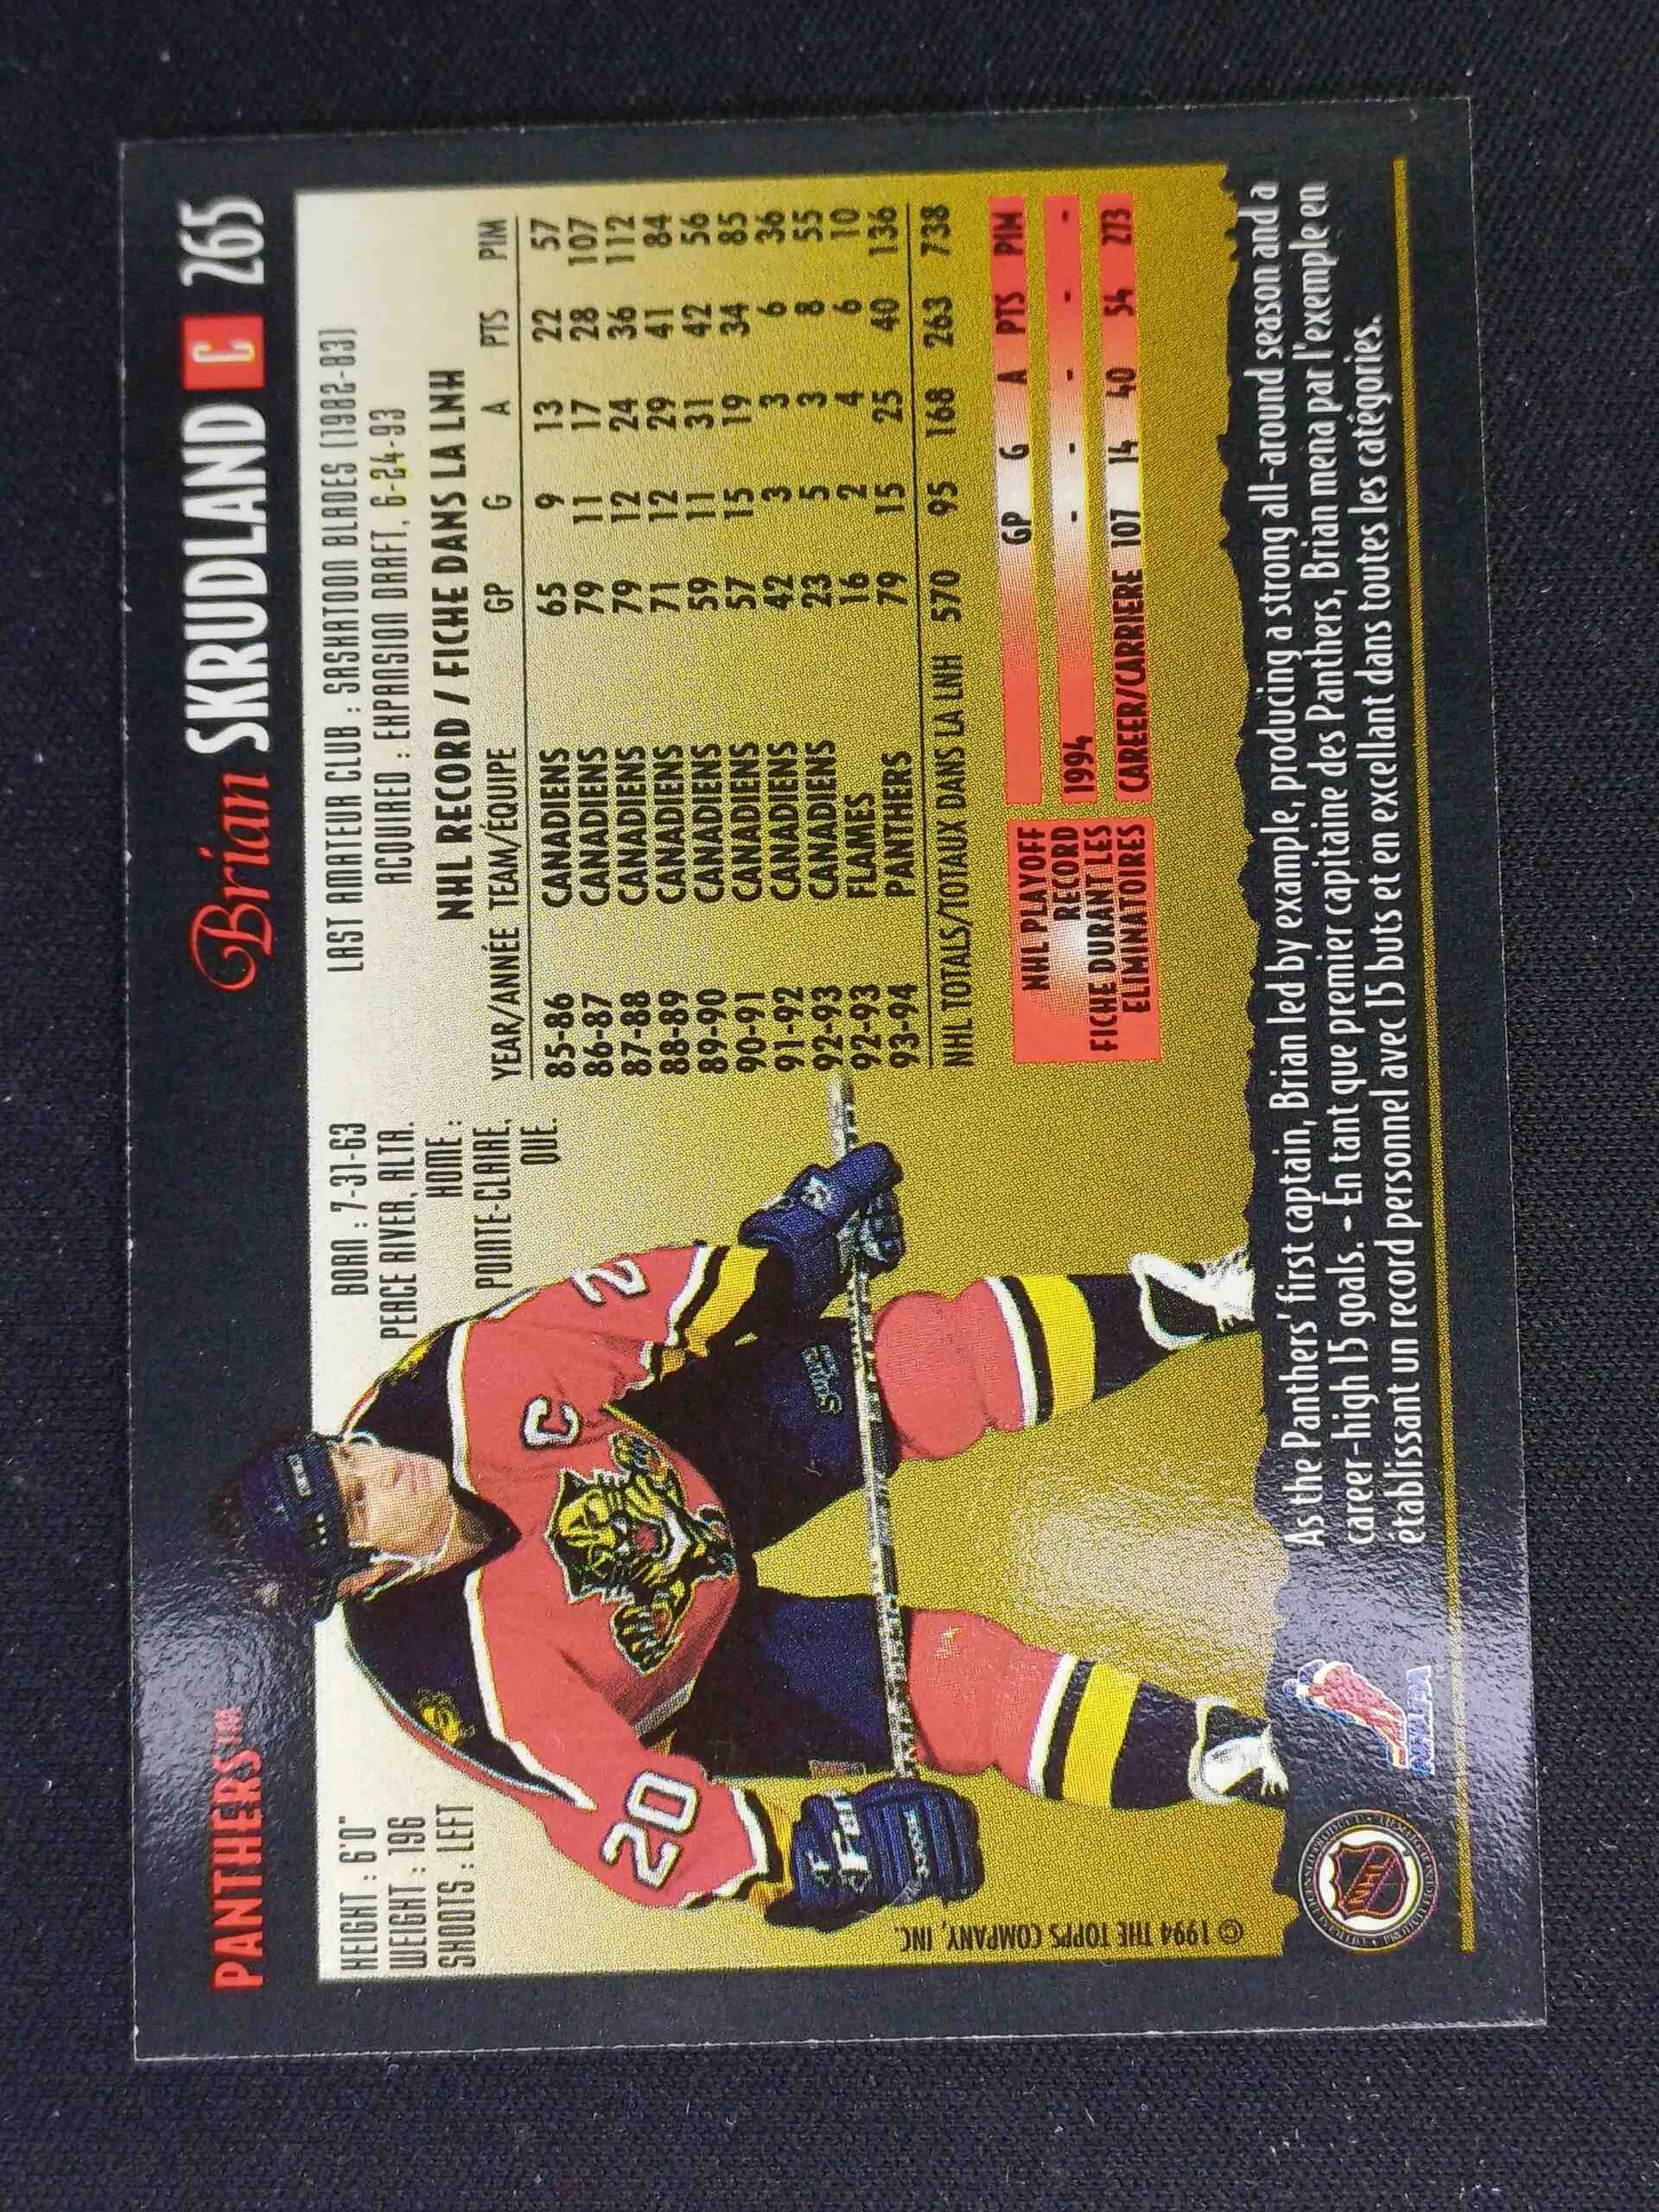 PANTHERS™
Brian SKRUDLAND C 265
HEIGHT : 6'0"
WEIGHT : 196
SHOOTS : LEFT
BORN : 7-31-63
PEACE RIVER, ALTA.
HOME :
POINTE-CLAIRE,
QUE.
LAST AMATEUR CLUB : SASKATOON BLADES (1982-83)
ACQUIRED : EXPANSION DRAFT, 6-24-93
NHL RECORD / FICHE DANS LA LNH
YEAR/ANNÉE TEAM/ÉQUIPE GP G A PTS PIM
85-86 CANADIENS 65 9 13 22 57
86-87 CANADIENS 79 11 17 28 107
87-88 CANADIENS 79 12 24 36 112
88-89 CANADIENS 71 12 29 41 84
89-90 CANADIENS 59 11 31 42 56
90-91 CANADIENS 57 15 19 34 85
91-92 CANADIENS 42 3 3 6 36
92-93 CANADIENS 23 5 3 8 55
92-93 FLAMES 16 2 4 6 10
93-94 PANTHERS 79 15 25 40 136
NHL TOTALS/TOTAUX DANS LA LNH 570 95 168 263 738
NHL PLAYOFF
RECORD
FICHE DURANT LES
ELIMINATOIRES
GP G A PTS PIM
1994 - - - - -
CAREER/CARRIERE 107 14 40 54 273
C
20
2
© 1994 THE TOPPS COMPANY, INC.
As the Panthers' first captain, Brian led by example, producing a strong all-around season and a
career-high 15 goals. - En tant que premier capitaine des Panthers, Brian mena par l'exemple en
établissant un record personnel avec 15 buts et en excellant dans toutes les catégories.
NHL
NHLPA